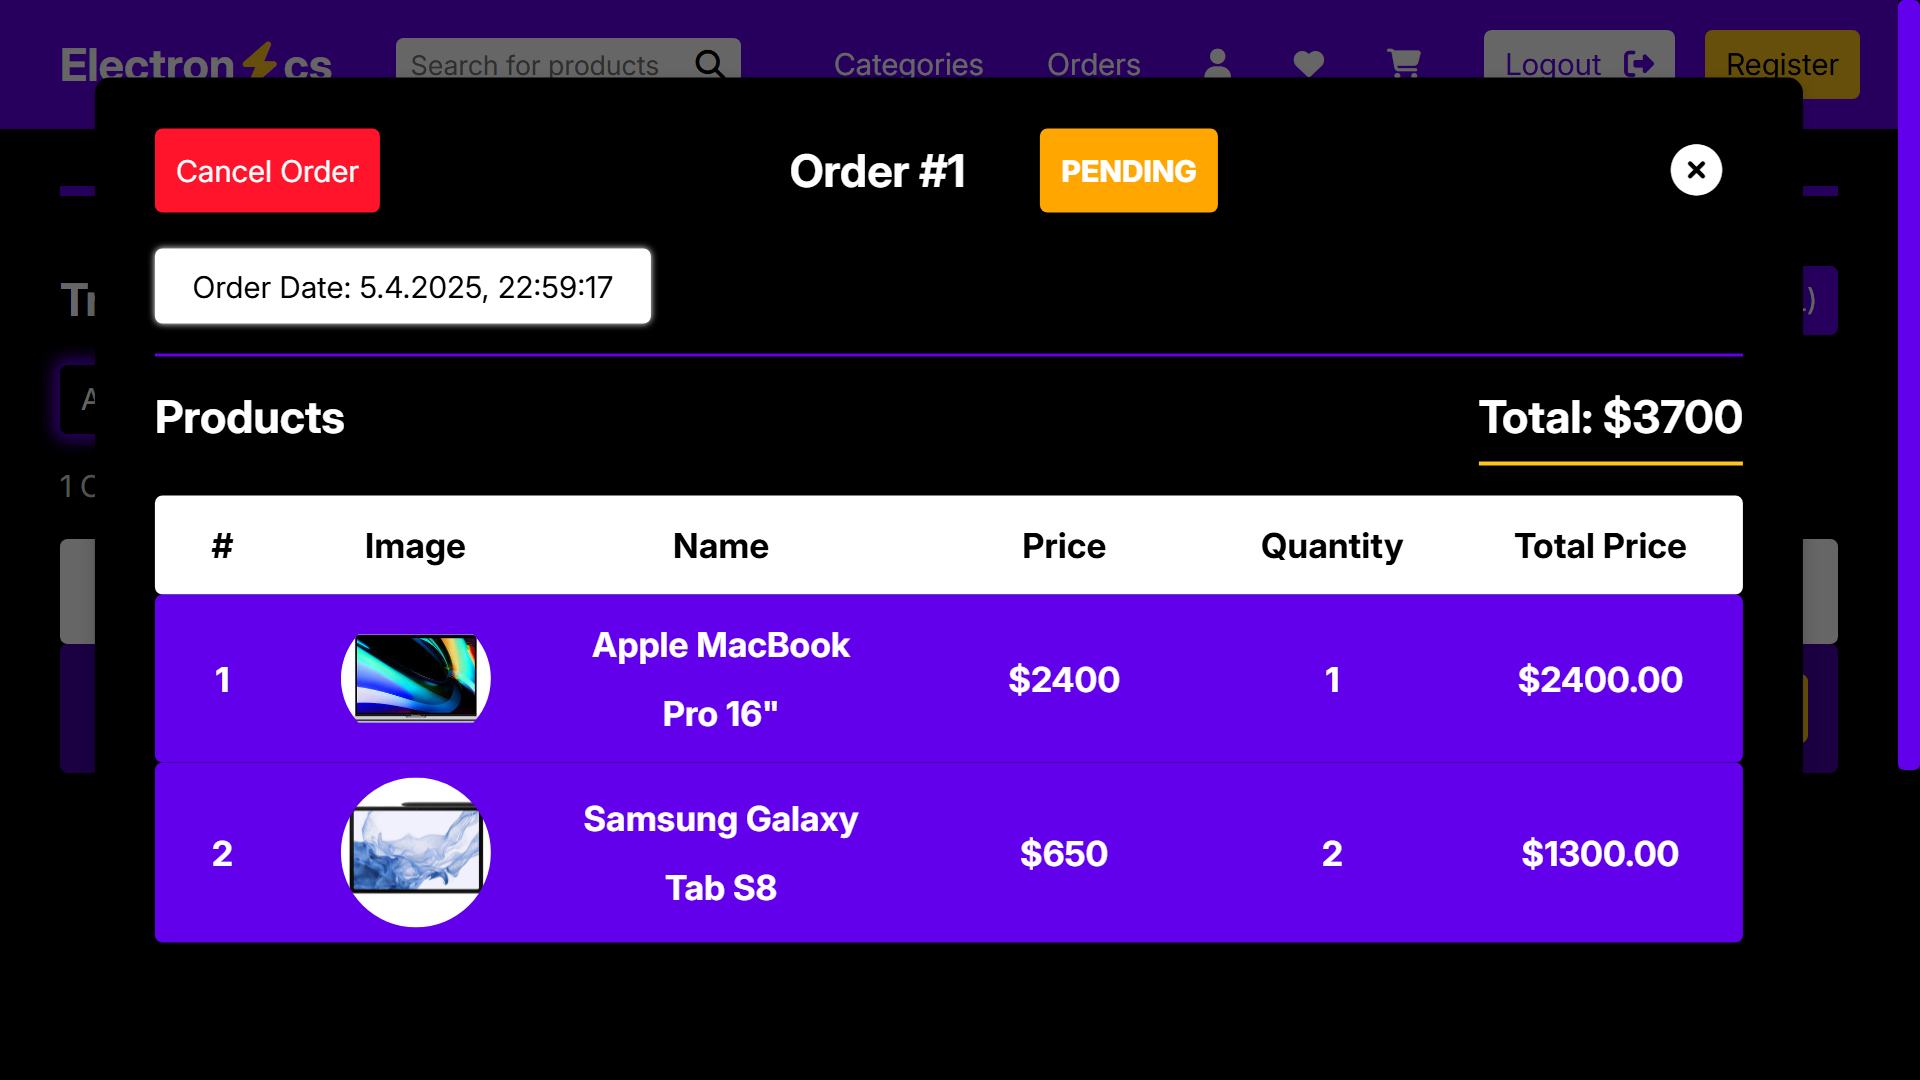 Electron⚡cs
Search for products
Categories
Orders
Logout
Register
Cancel Order
Order #1
PENDING
Order Date: 5.4.2025, 22:59:17
Products
Total: $3700
# Image Name Price Quantity Total Price
1 Apple MacBook Pro 16" $2400 1 $2400.00
2 Samsung Galaxy Tab S8 $650 2 $1300.00